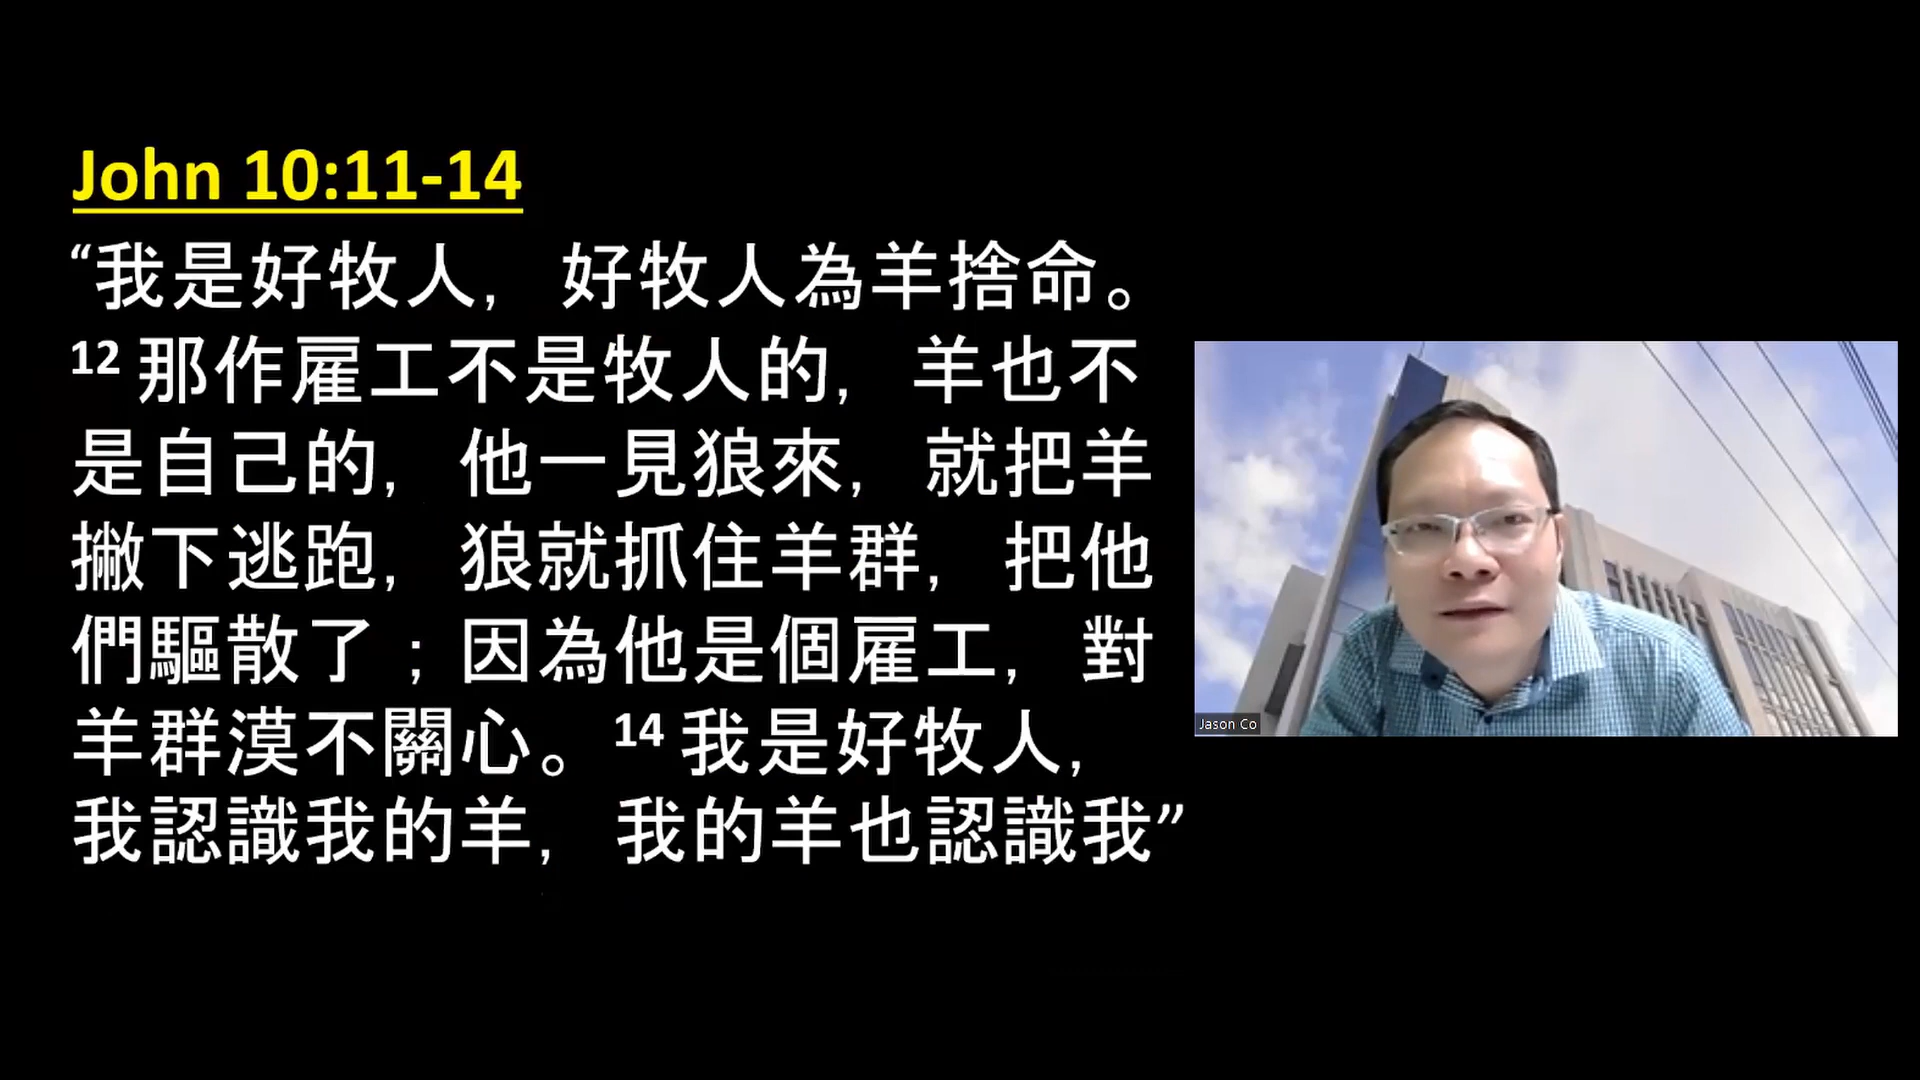 John 10:11-14
“我是好牧人， 好牧人為羊捨命。
12 那作雇工不是牧人的， 羊也不
是自己的， 他一見狼來， 就把羊
撇下逃跑， 狼就抓住羊群， 把他
們驅散了；因為他是個雇工， 對
羊群漠不關心。14 我是好牧人，
我認識我的羊， 我的羊也認識我”
Jason Co